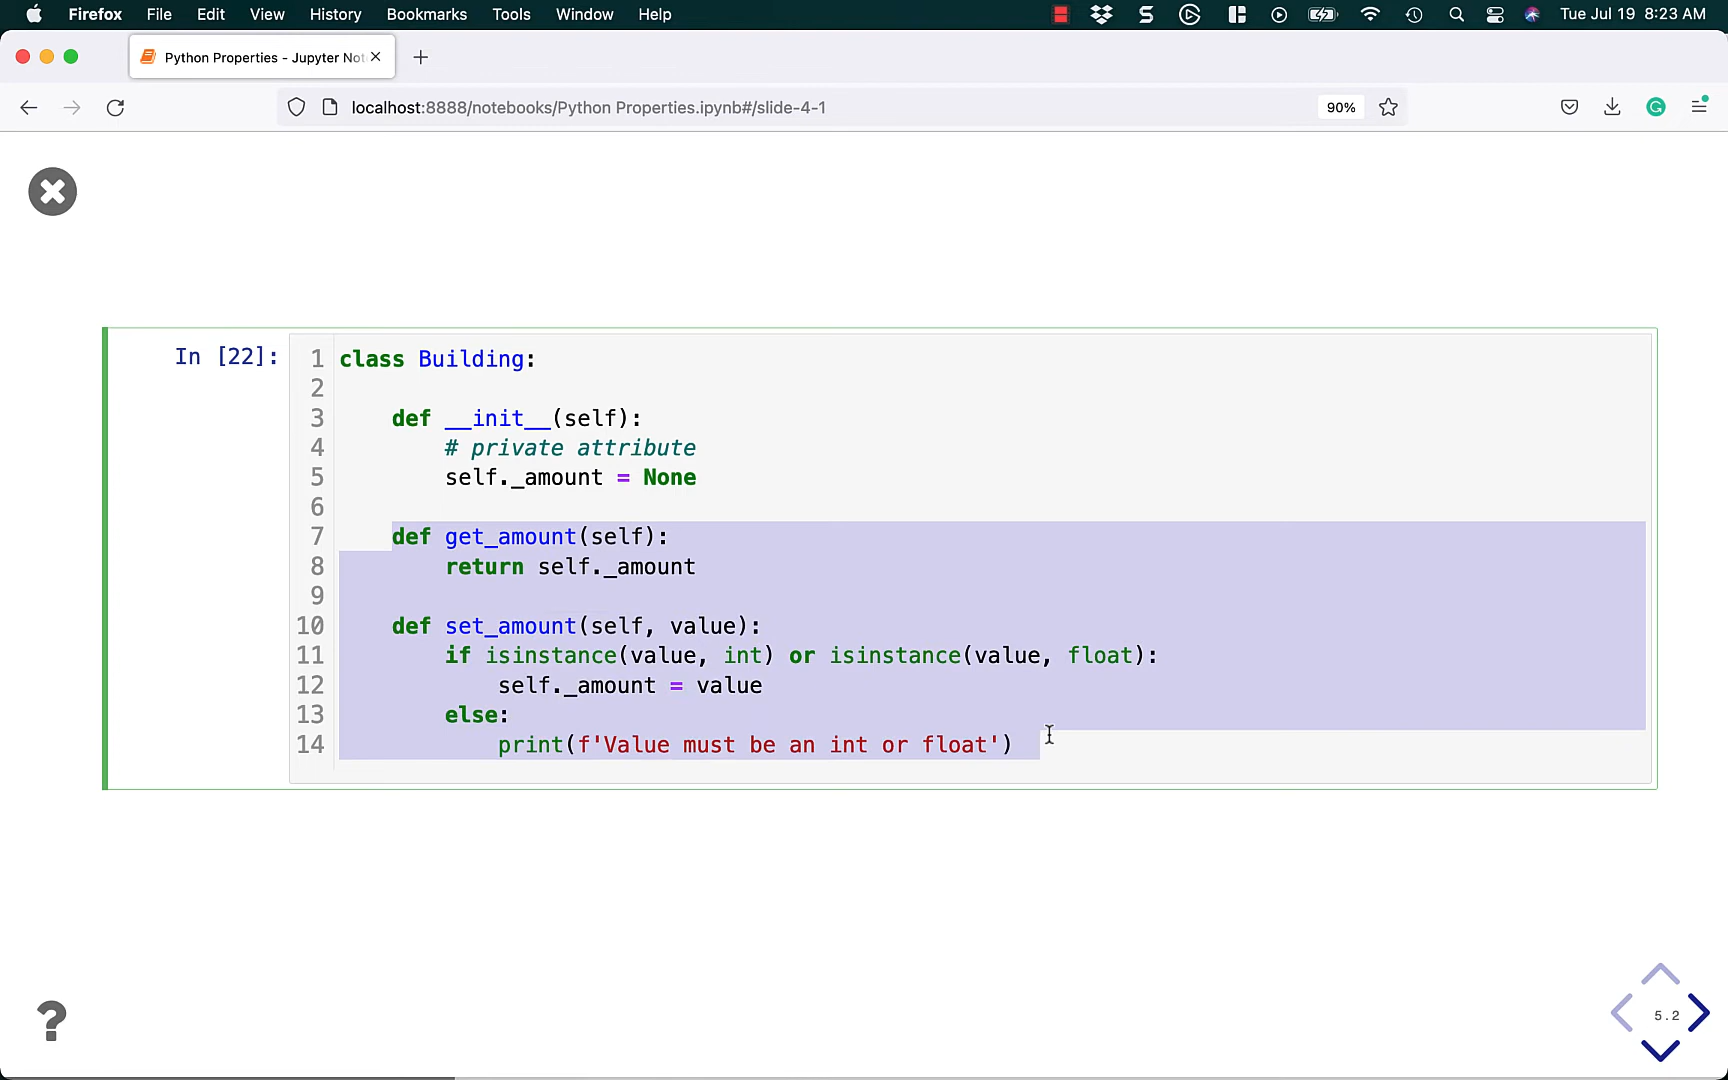 Firefox File Edit View History Bookmarks Tools Window Help Tue Jul 19 8:23 AM
Python Properties - Jupyter Not
localhost:8888/notebooks/Python Properties.ipynb#/slide-4-1 90%
In [22]:
1 class Building:
2
3     def __init__(self):
4         # private attribute
5         self._amount = None
6
7     def get_amount(self):
8         return self._amount
9
10     def set_amount(self, value):
11         if isinstance(value, int) or isinstance(value, float):
12             self._amount = value
13         else:
14             print(f'Value must be an int or float')
?
5.2